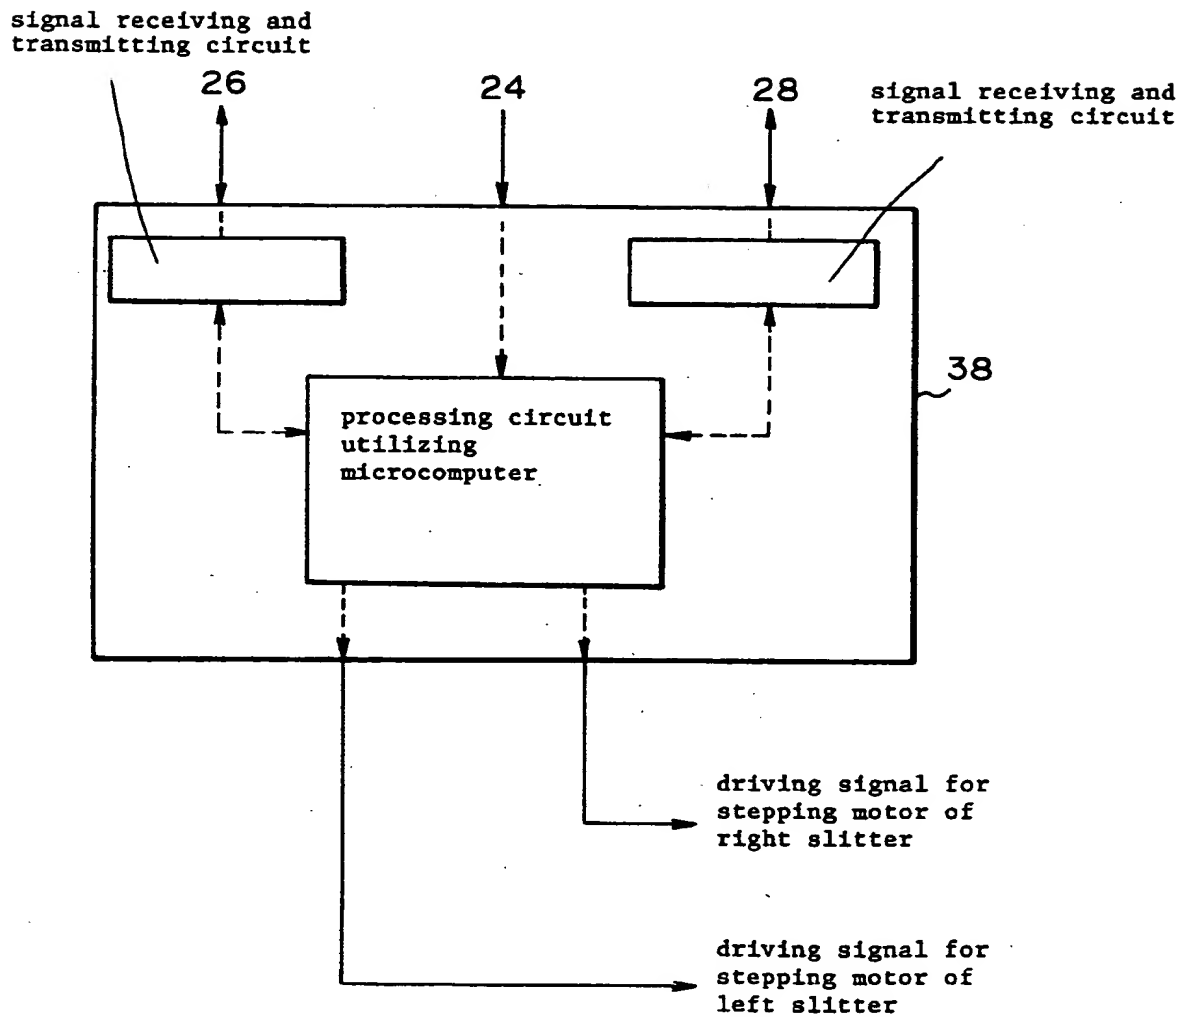 signal receiving and
transmitting circuit
26
24
28
signal receiving and
transmitting circuit
38
processing circuit
utilizing
microcomputer
driving signal for
stepping motor of
right slitter
driving signal for
stepping motor of
left slitter